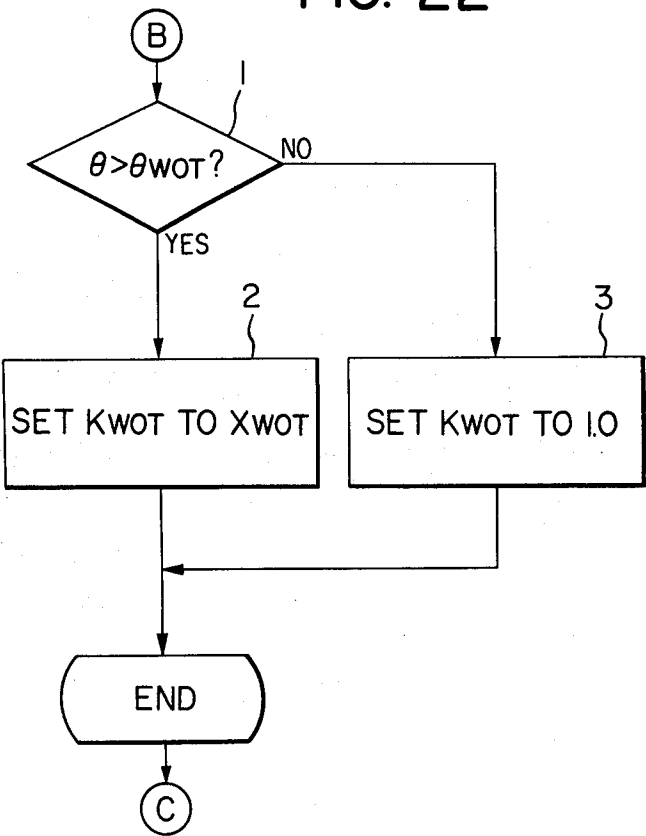 FIG. 22
B
1
θ>θWOT?
NO
YES
2
3
SET KWOT TO XWOT
SET KWOT TO 1.0
END
C